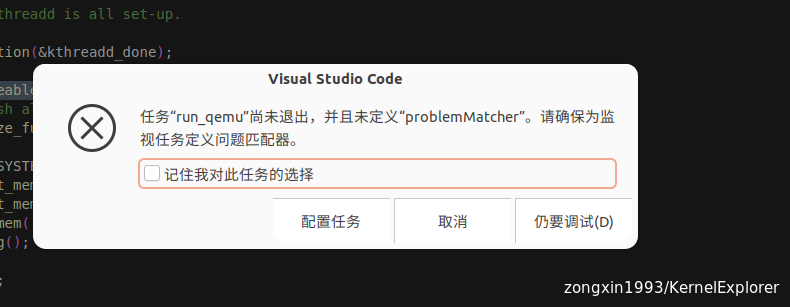 threadd is all set-up.
tion(&kthreadd_done);
Visual Studio Code
eable
任务“run_qemu”尚未退出，并且未定义“problemMatcher”。请确保为监
sh a
视任务定义问题匹配器。
ze_fu
SYSTE
记住我对此任务的选择
t_mem
t_mem
mem(
配置任务
取消
仍要调试(D)
g();
;
zongxin1993/KernelExplorer